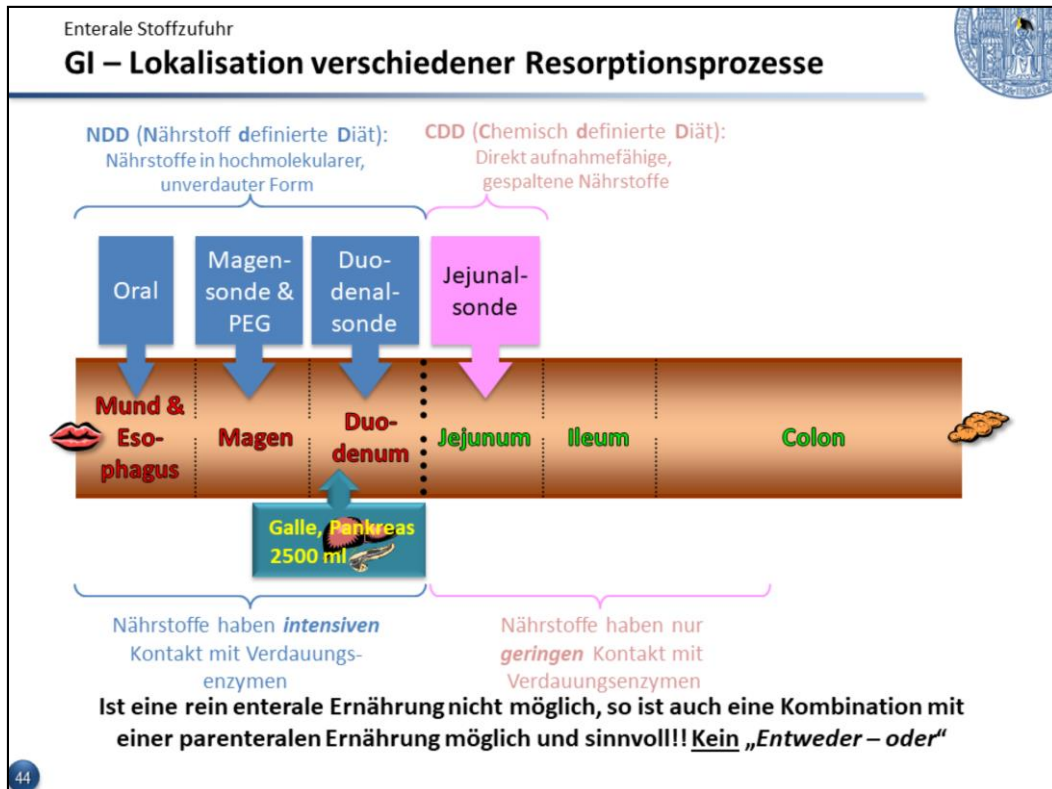 Enterale Stoffzufuhr
GI – Lokalisation verschiedener Resorptionsprozesse
NDD (Nährstoff definierte Diät):
Nährstoffe in hochmolekularer,
unverdauter Form
CDD (Chemisch definierte Diät):
Direkt aufnahmefähige,
gespaltene Nährstoffe
Oral
Magen-
sonde &
PEG
Duo-
denal-
sonde
Jejunal-
sonde
Mund &
Eso-
phagus
Magen
Duo-
denum
Jejunum
Ileum
Colon
Galle, Pankreas
2500 ml
Nährstoffe haben intensiven
Kontakt mit Verdauungs-
enzymen
Nährstoffe haben nur
geringen Kontakt mit
Verdauungsenzymen
Ist eine rein enterale Ernährung nicht möglich, so ist auch eine Kombination mit
einer parenteralen Ernährung möglich und sinnvoll!! Kein „Entweder – oder“
44